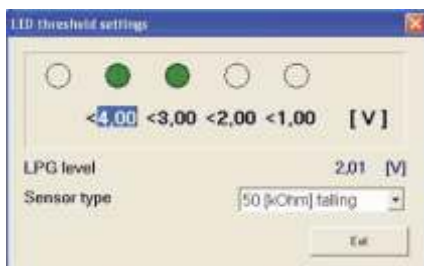 LED threshold settings
<4,00 <3,00 <2,00 <1,00 [V]
LPG level 2,01 [V]
Sensor type 50 [kOhm] falling
Exit